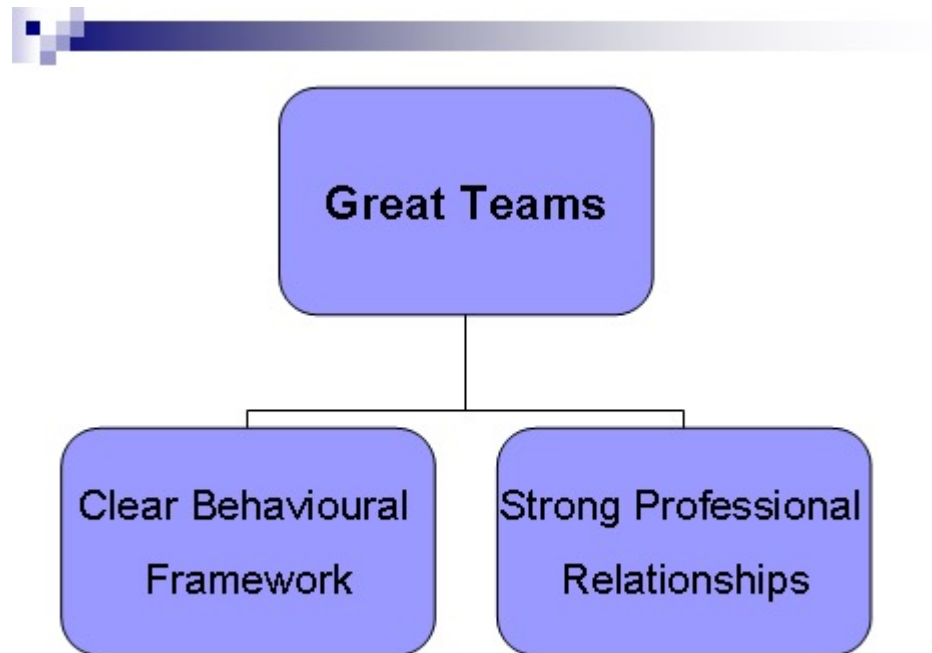 Great Teams
Clear Behavioural
Framework
Strong Professional
Relationships